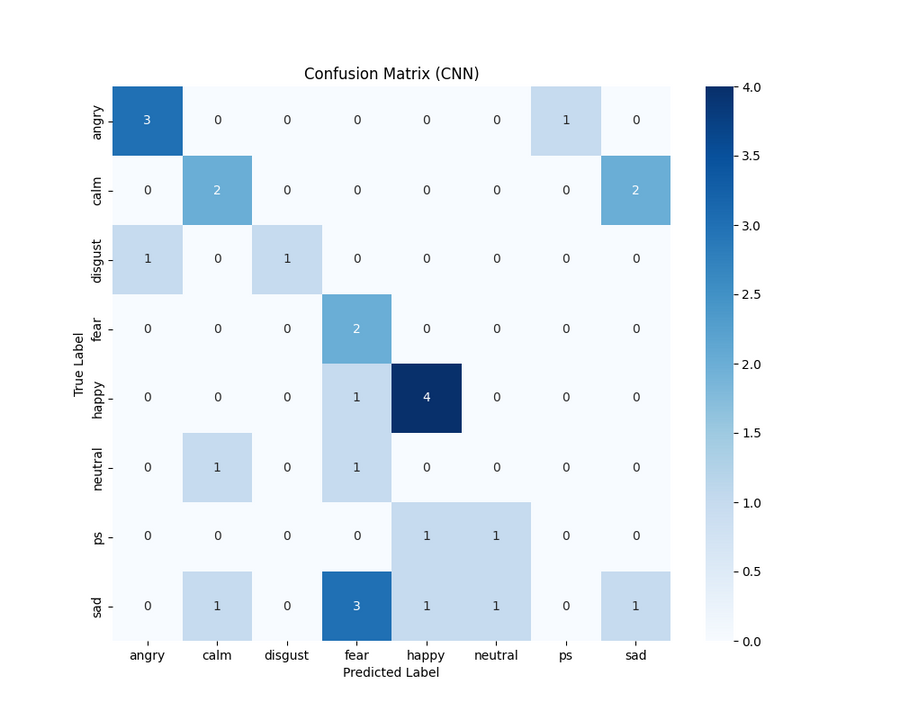 Confusion Matrix (CNN)
True Label
angry 3 0 0 0 0 0 1 0
calm 0 2 0 0 0 0 0 2
disgust 1 0 1 0 0 0 0 0
fear 0 0 0 2 0 0 0 0
happy 0 0 0 1 4 0 0 0
neutral 0 1 0 1 0 0 0 0
ps 0 0 0 0 1 1 0 0
sad 0 1 0 3 1 1 0 1
angry calm disgust fear happy neutral ps sad
Predicted Label
4.0
3.5
3.0
2.5
2.0
1.5
1.0
0.5
0.0